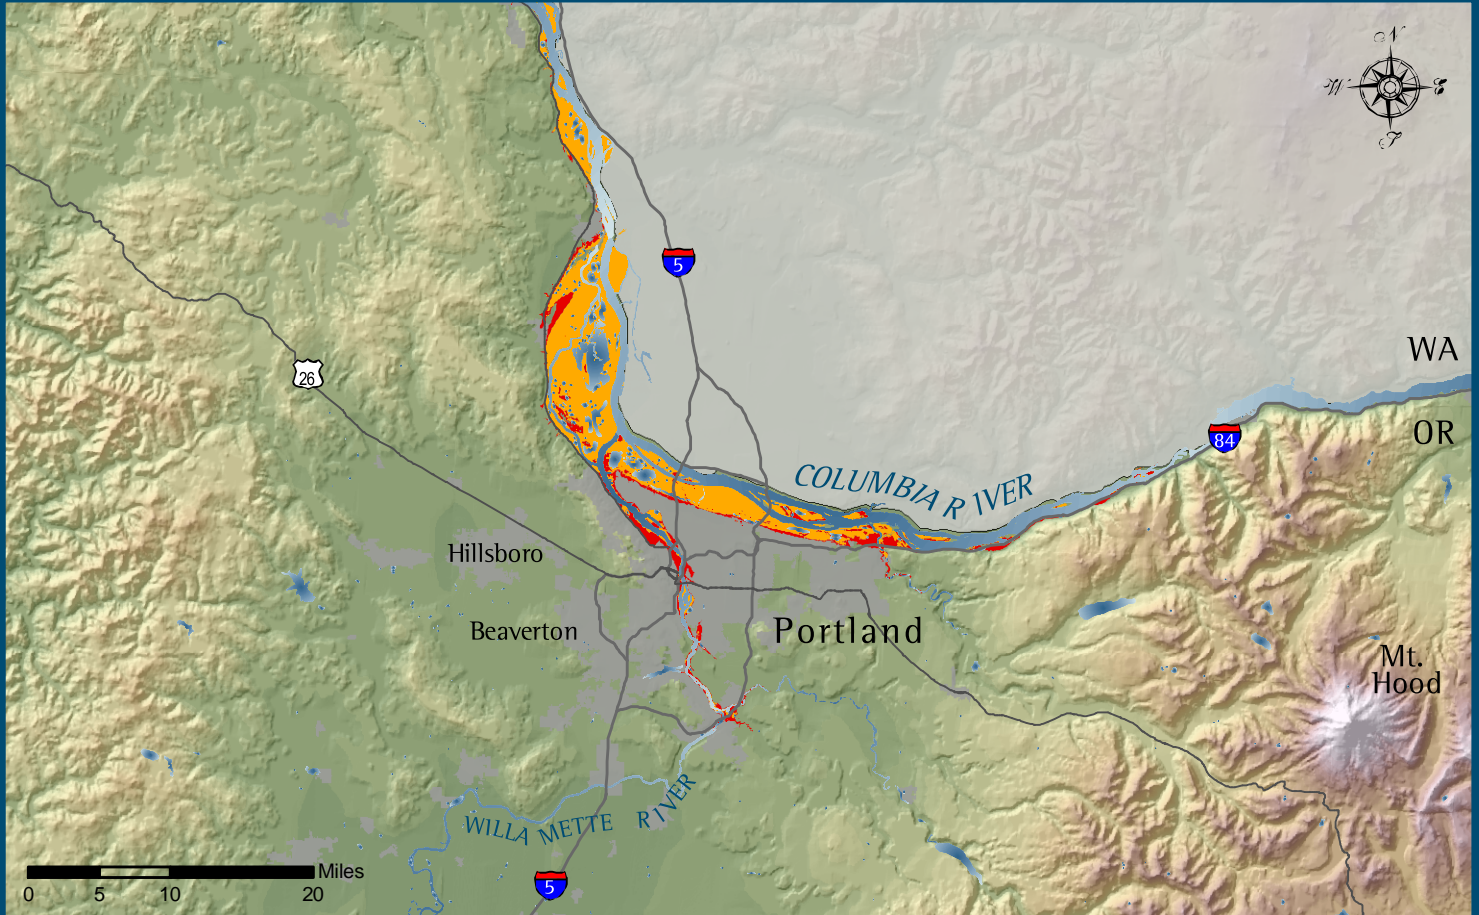 N
W E
S
5
WA
26
OR
84
COLUMBIA RIVER
Hillsboro
Beaverton
Portland
Mt.
Hood
WILLAMETTE RIVER
5
Miles
0 5 10 20